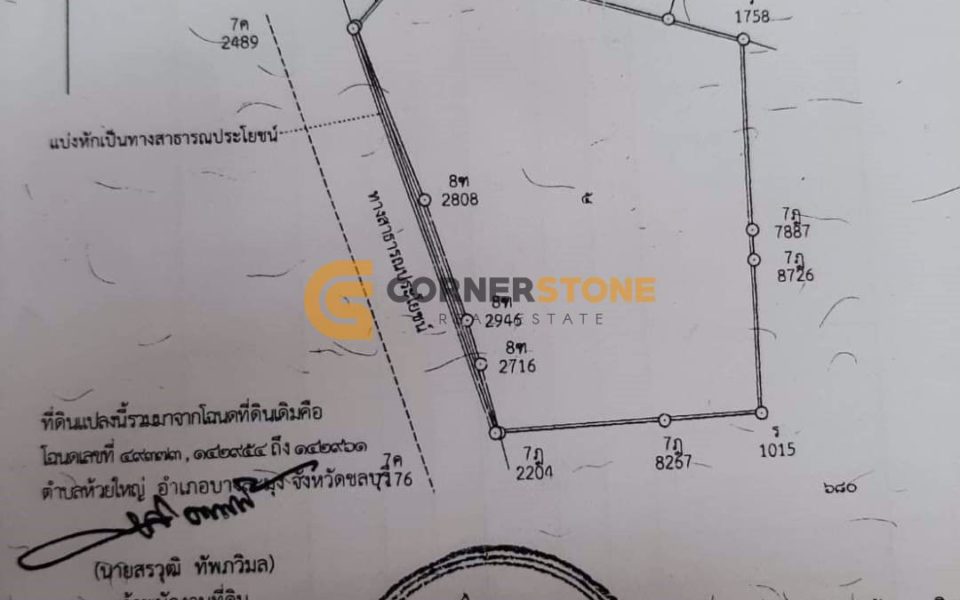 7ค
2489
1758
แบ่งหักเป็นทางสาธารณประโยชน์
8ฑ
2808
๕
7ฎ
7887
7ฎ
8726
ทางสาธารณประโยชน์
CORNERSTONE
REAL ESTATE
8ฑ
2946
8ฑ
2716
ที่ดินแปลงนี้รวมมาจากโฉนดที่ดินเดิมคือ
โฉนดเลขที่ ๔๙๓๗๓, ๑๔๒๙๕๔ ถึง ๑๔๒๙๖๑
ตำบลห้วยใหญ่ อำเภอบางละมุง จังหวัดชลบุรี
7ค
76
7ฎ
2204
7ฎ
8267
ร
1015
๖๘๐
(นายสรวุฒิ ทัพภวิมล)